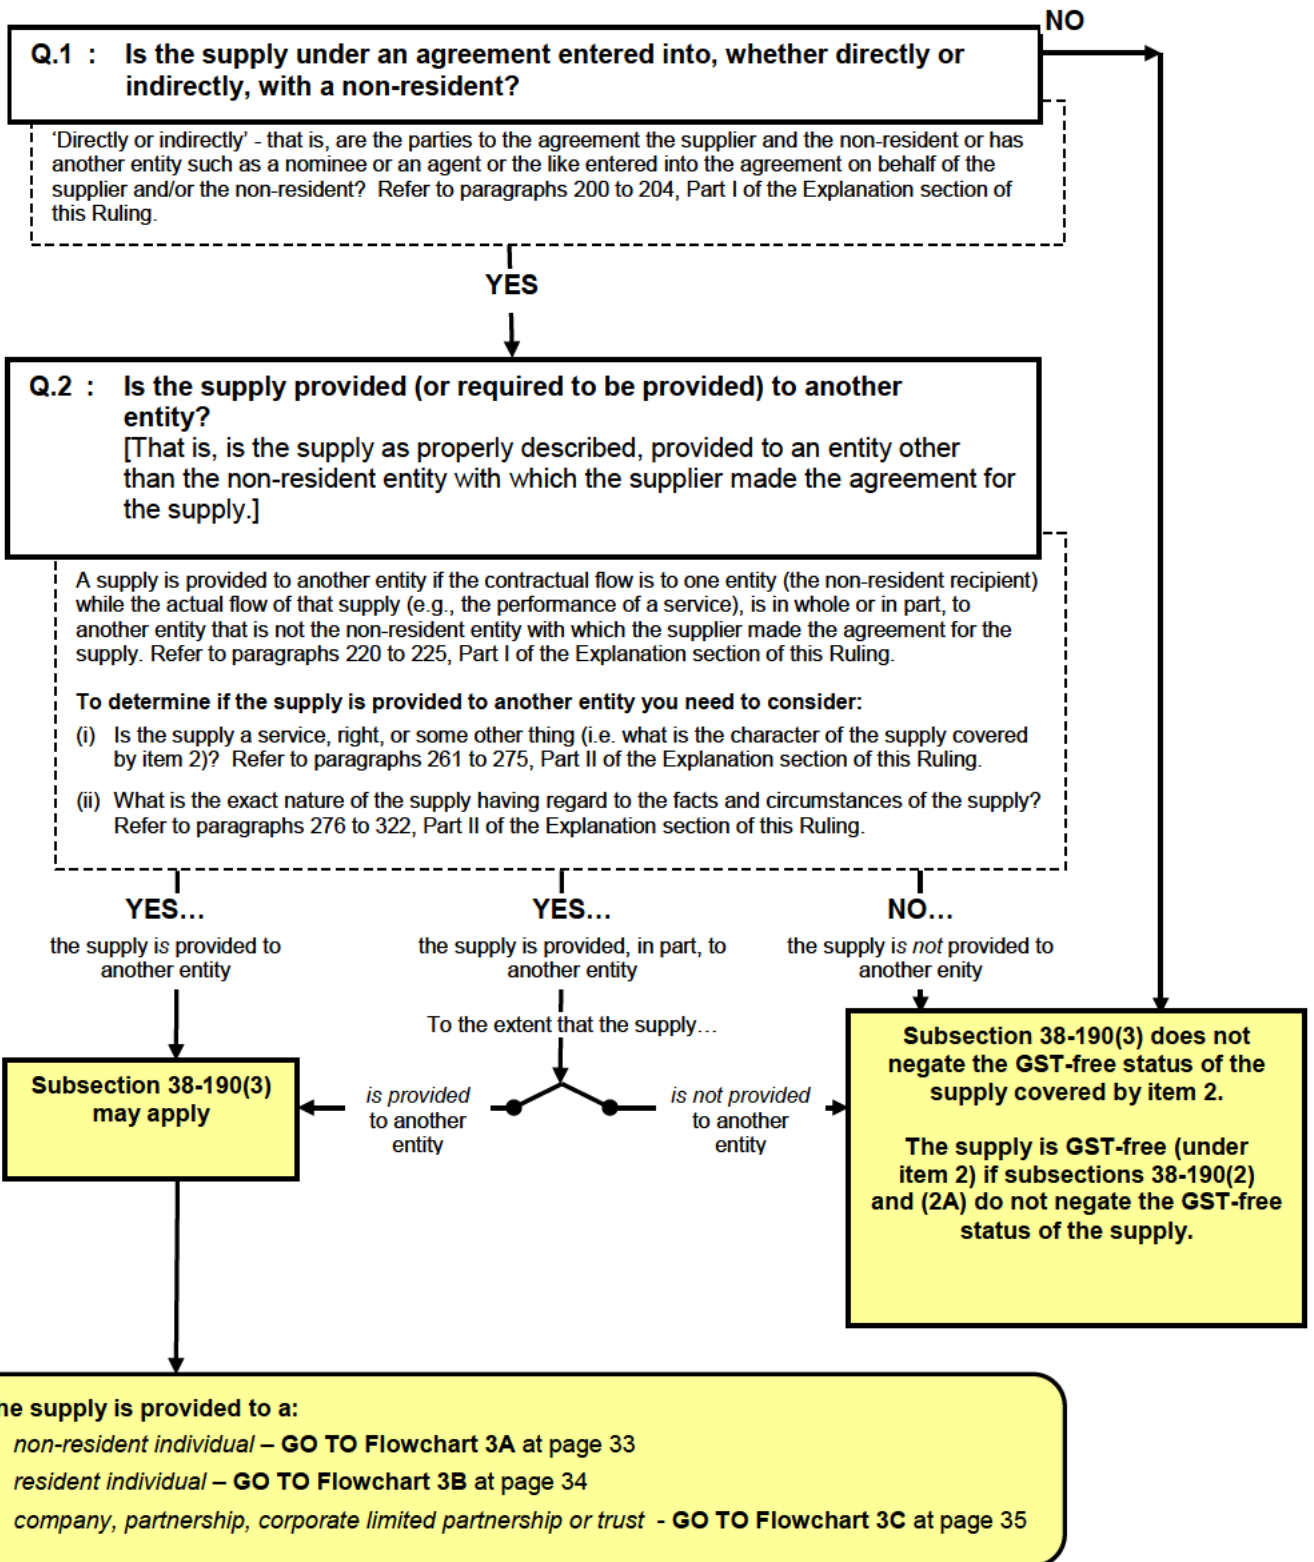 NO
Q.1 : Is the supply under an agreement entered into, whether directly or
indirectly, with a non-resident?
‘Directly or indirectly’ - that is, are the parties to the agreement the supplier and the non-resident or has
another entity such as a nominee or an agent or the like entered into the agreement on behalf of the
supplier and/or the non-resident? Refer to paragraphs 200 to 204, Part I of the Explanation section of
this Ruling.
YES
Q.2 : Is the supply provided (or required to be provided) to another
entity?
[That is, is the supply as properly described, provided to an entity other
than the non-resident entity with which the supplier made the agreement for
the supply.]
A supply is provided to another entity if the contractual flow is to one entity (the non-resident recipient)
while the actual flow of that supply (e.g., the performance of a service), is in whole or in part, to
another entity that is not the non-resident entity with which the supplier made the agreement for the
supply. Refer to paragraphs 220 to 225, Part I of the Explanation section of this Ruling.
To determine if the supply is provided to another entity you need to consider:
(i) Is the supply a service, right, or some other thing (i.e. what is the character of the supply covered
by item 2)? Refer to paragraphs 261 to 275, Part II of the Explanation section of this Ruling.
(ii) What is the exact nature of the supply having regard to the facts and circumstances of the supply?
Refer to paragraphs 276 to 322, Part II of the Explanation section of this Ruling.
YES…
the supply is provided to
another entity
YES…
the supply is provided, in part, to
another entity
NO…
the supply is not provided to
another enity
To the extent that the supply…
is provided
to another
entity
is not provided
to another
entity
Subsection 38-190(3)
may apply
Subsection 38-190(3) does not
negate the GST-free status of the
supply covered by item 2.
The supply is GST-free (under
item 2) if subsections 38-190(2)
and (2A) do not negate the GST-free
status of the supply.
he supply is provided to a:
non-resident individual – GO TO Flowchart 3A at page 33
resident individual – GO TO Flowchart 3B at page 34
company, partnership, corporate limited partnership or trust - GO TO Flowchart 3C at page 35